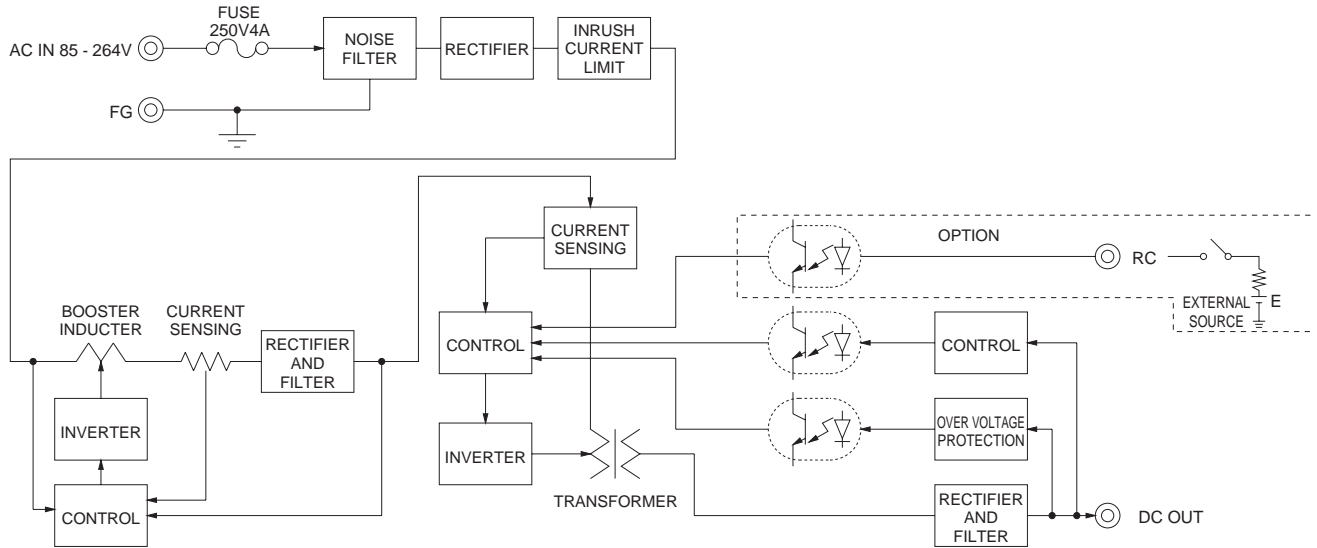 FUSE
250V4A
AC IN 85 - 264V
NOISE
FILTER
RECTIFIER
INRUSH
CURRENT
LIMIT
FG
CURRENT
SENSING
OPTION
RC
E
EXTERNAL
SOURCE
BOOSTER
INDUCTER
CURRENT
SENSING
RECTIFIER
AND
FILTER
CONTROL
CONTROL
INVERTER
INVERTER
OVER VOLTAGE
PROTECTION
TRANSFORMER
CONTROL
RECTIFIER
AND
FILTER
DC OUT